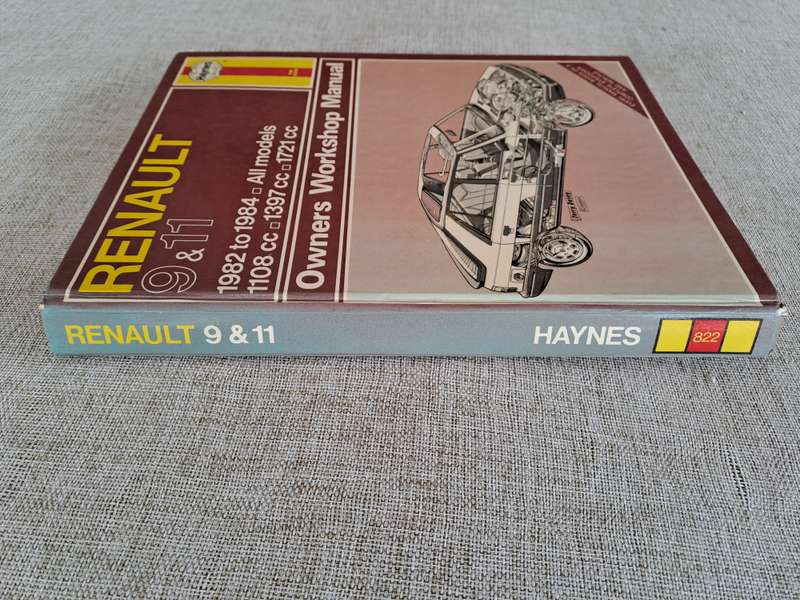 Haynes
RENAULT
9 & 11
1982 to 1984 □ All models
1108 cc □ 1397 cc □ 1721 cc
Owners Workshop Manual
RENAULT 9 & 11
HAYNES
822